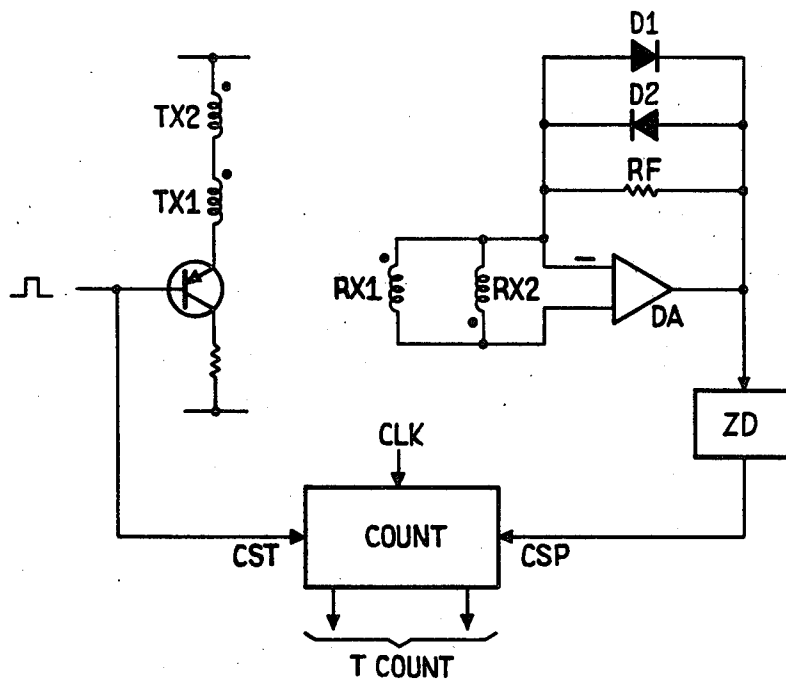 D1
D2
TX2
RF
TX1
RX1
RX2
DA
ZD
CLK
COUNT
CST
CSP
T COUNT